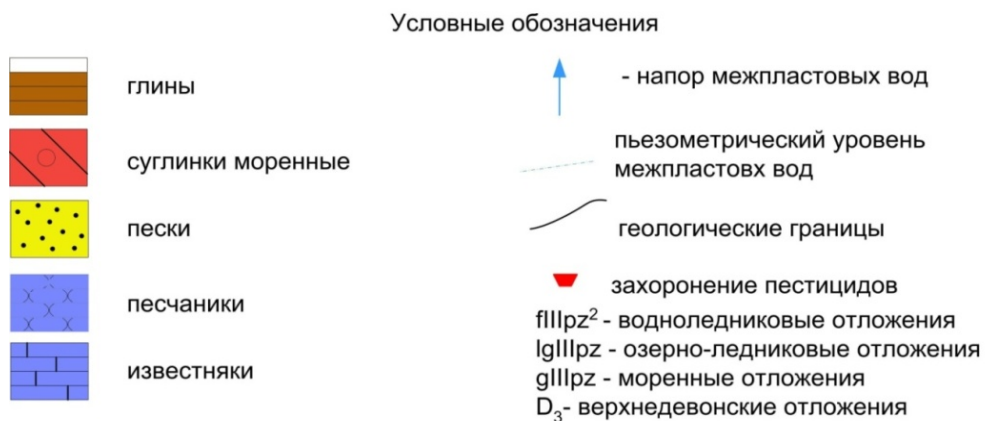 Условные обозначения
глины
суглинки моренные
пески
песчаники
известняки
- напор межпластовых вод
пьезометрический уровень
межпластовх вод
геологические границы
захоронение пестицидов
fIIIpz² - водноледниковые отложения
lgIIIpz - озерно-ледниковые отложения
gIIIpz - моренные отложения
D₃- верхнедевонские отложения